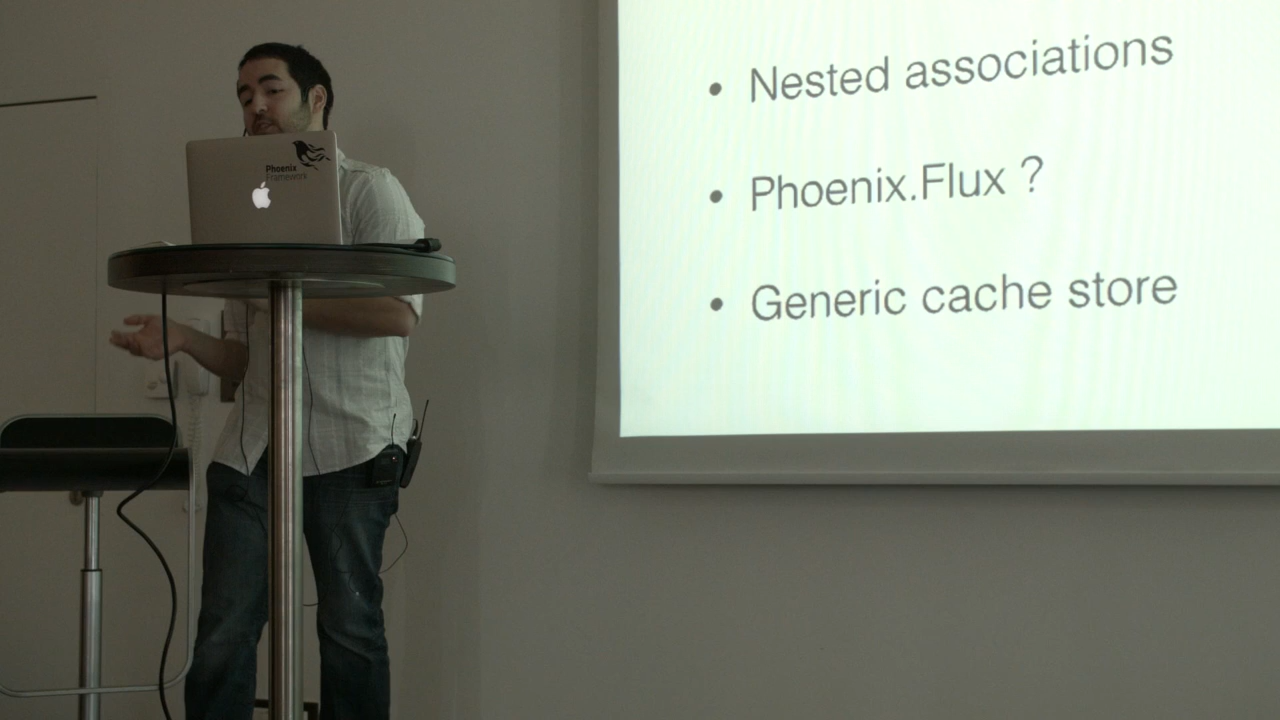 • Nested associations
• Phoenix.Flux ?
• Generic cache store
Phoenix
Framework